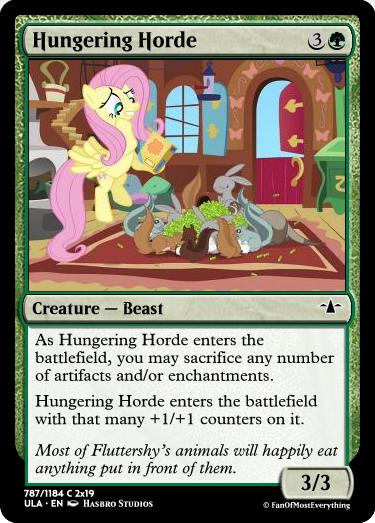 Hungering Horde 3
Creature — Beast
As Hungering Horde enters the
battlefield, you may sacrifice any number
of artifacts and/or enchantments.
Hungering Horde enters the battlefield
with that many +1/+1 counters on it.
Most of Fluttershy's animals will happily eat
anything put in front of them.
3/3
787/1184 C 2x19
ULA • EN Hasbro Studios
© FanOfMostEverything